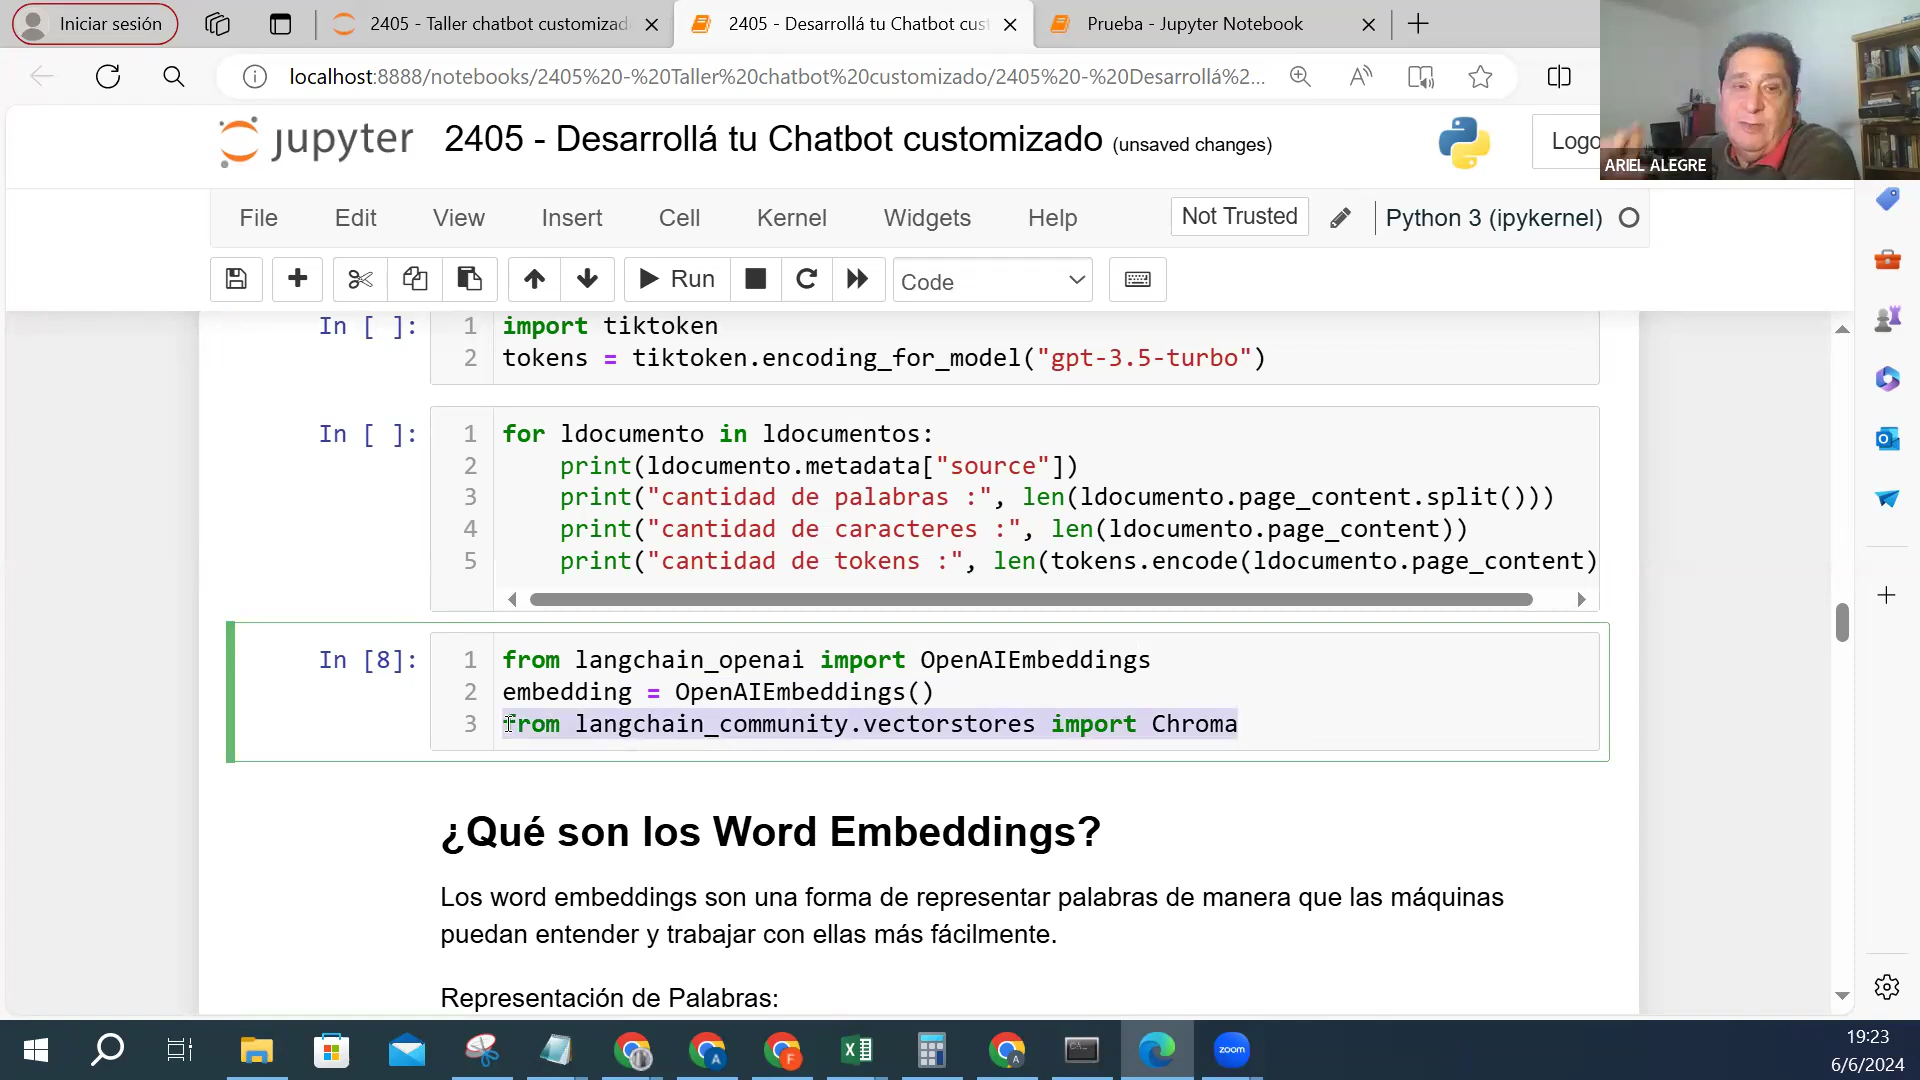 Iniciar sesión
2405 - Taller chatbot customizad
2405 - Desarrollá tu Chatbot cus
Prueba - Jupyter Notebook
localhost:8888/notebooks/2405%20-%20Taller%20chatbot%20customizado/2405%20-%20Desarrollá%2...
jupyter
2405 - Desarrollá tu Chatbot customizado (unsaved changes)
Logo
ARIEL ALEGRE
File Edit View Insert Cell Kernel Widgets Help
Not Trusted
Python 3 (ipykernel)
Run
Code
In [ ]:
1 import tiktoken
2 tokens = tiktoken.encoding_for_model("gpt-3.5-turbo")
In [ ]:
1 for ldocumento in ldocumentos:
2 print(ldocumento.metadata["source"])
3 print("cantidad de palabras :", len(ldocumento.page_content.split()))
4 print("cantidad de caracteres :", len(ldocumento.page_content))
5 print("cantidad de tokens :", len(tokens.encode(ldocumento.page_content)
In [8]:
1 from langchain_openai import OpenAIEmbeddings
2 embedding = OpenAIEmbeddings()
3 from langchain_community.vectorstores import Chroma
¿Qué son los Word Embeddings?
Los word embeddings son una forma de representar palabras de manera que las máquinas
puedan entender y trabajar con ellas más fácilmente.
Representación de Palabras:
zoom
19:23
6/6/2024